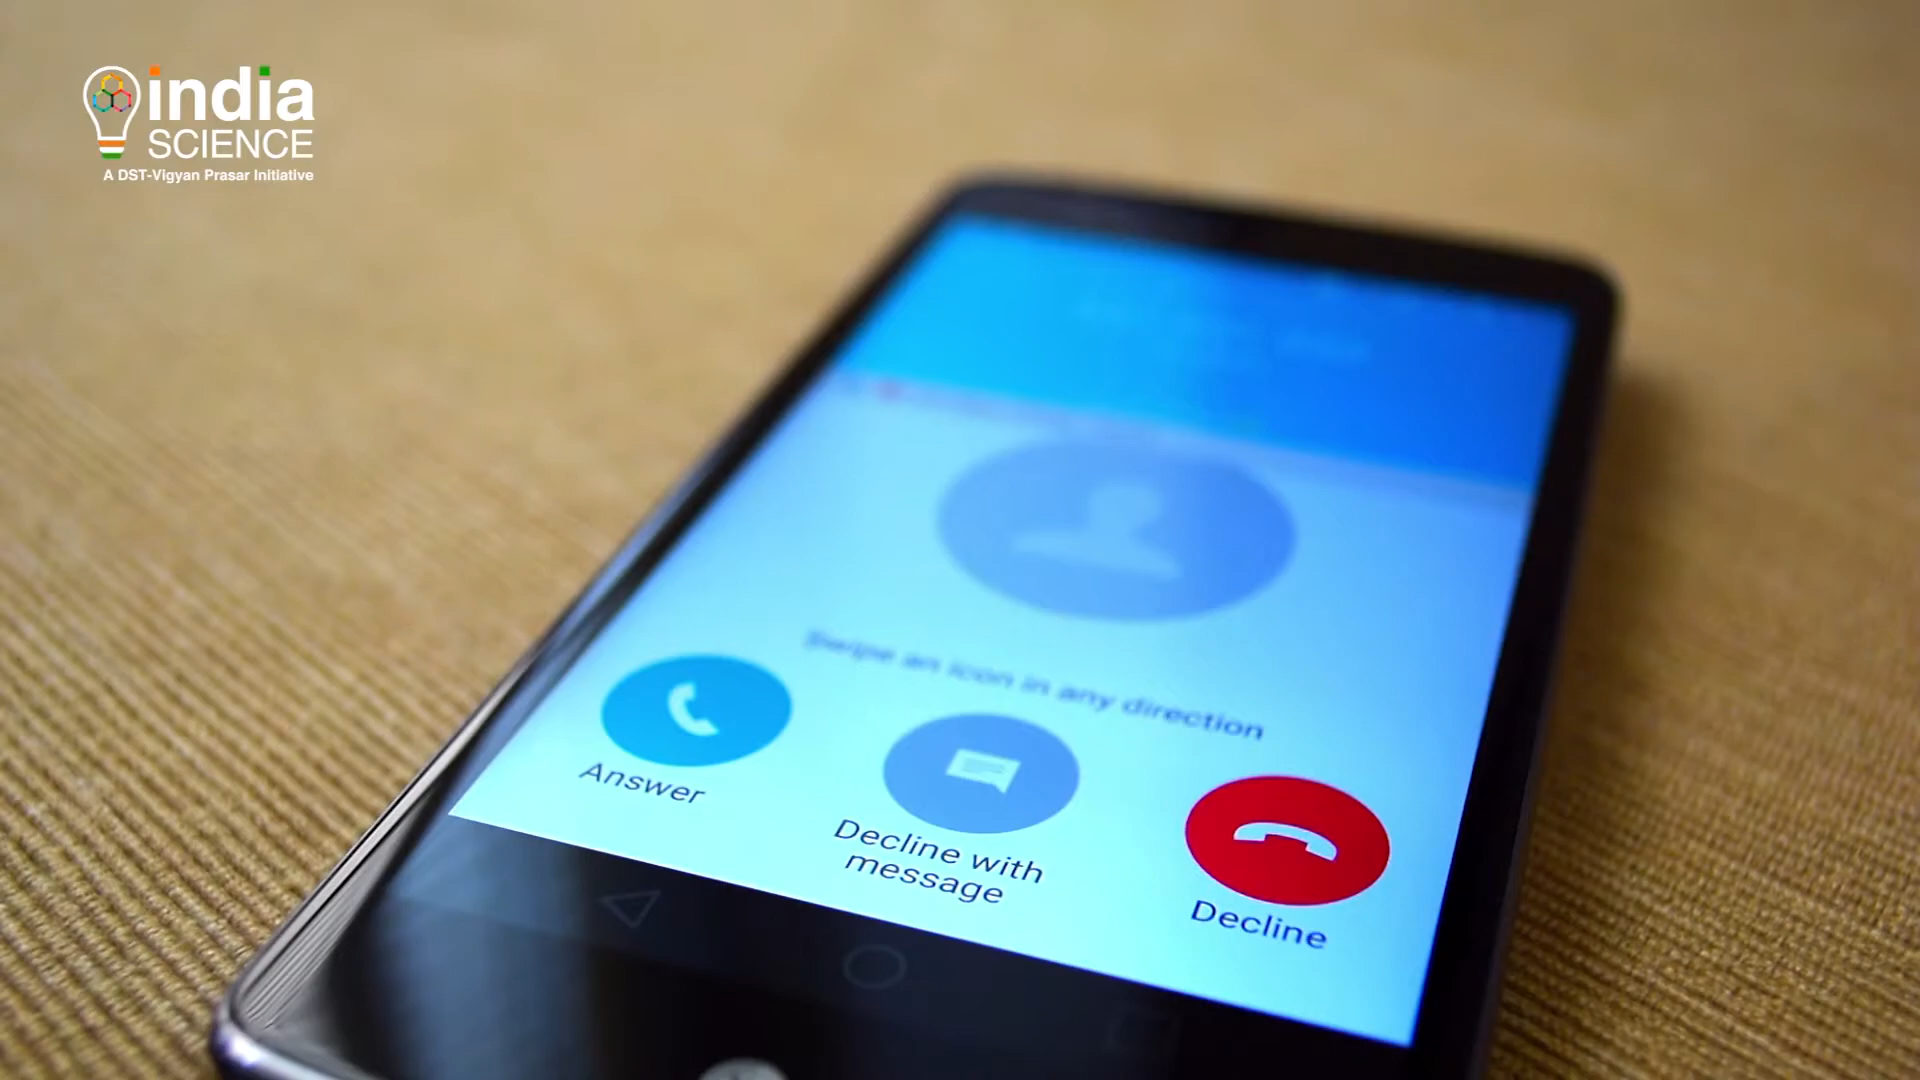 india
SCIENCE
A DST-Vigyan Prasar Initiative
Swipe an icon in any direction
Answer
Decline with
message
Decline